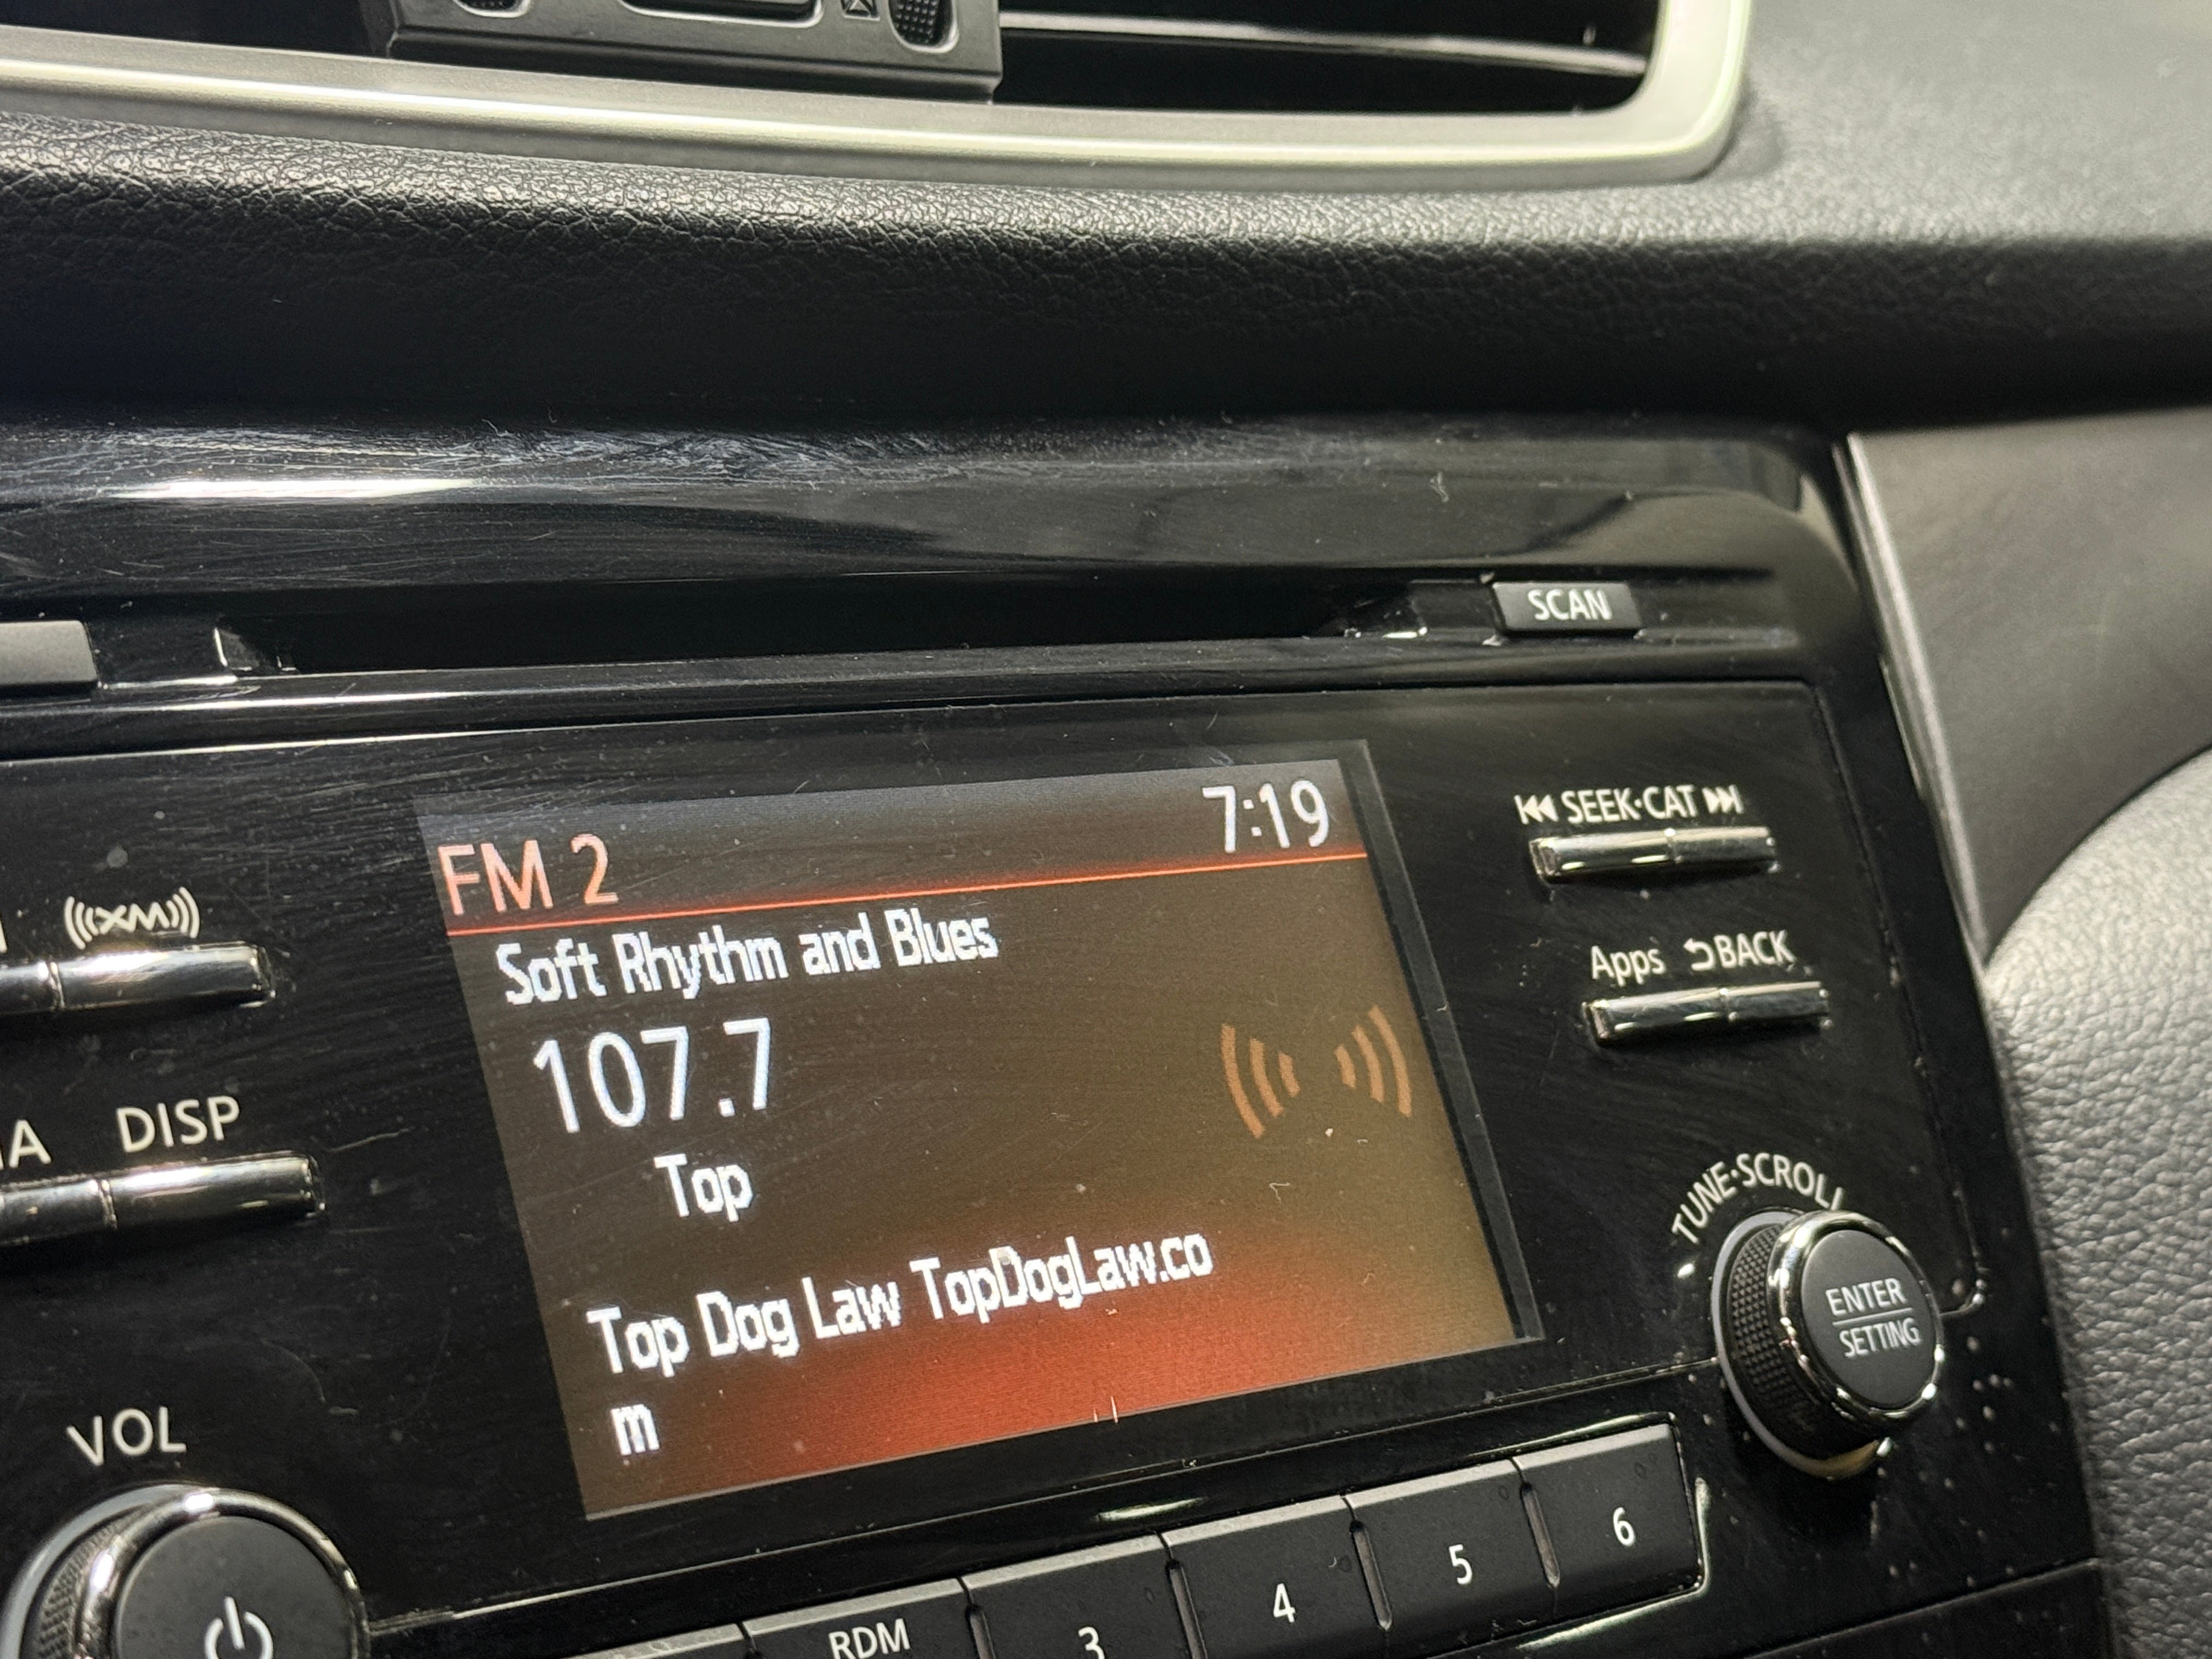 SCAN
FM 2
7:19
SEEK·CAT
Soft Rhythm and Blues
XM
Apps BACK
107.7
DISP
Top
TUNE·SCROLL
Top Dog Law TopDogLaw.co
m
ENTER
SETTING
VOL
RDM
3
4
5
6